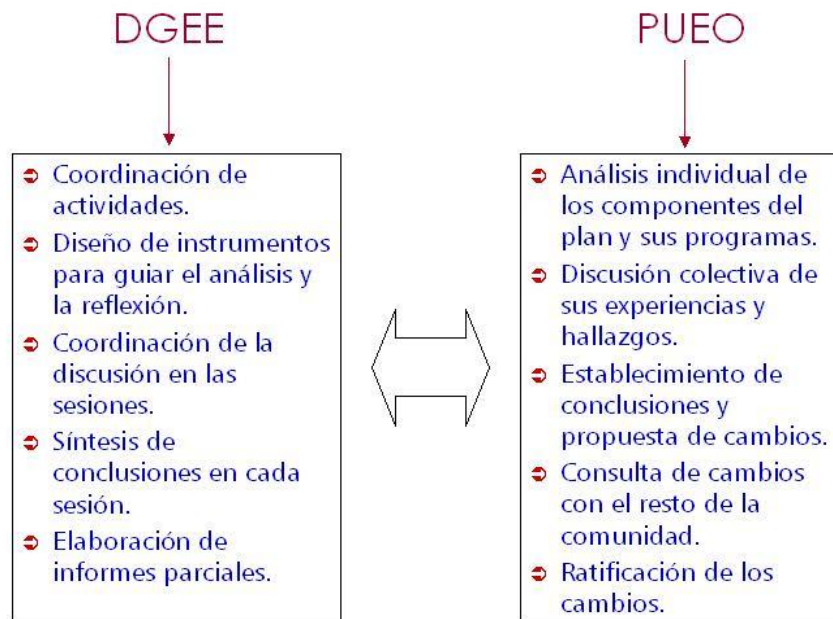 DGEE
Coordinación de
actividades.
Diseño de instrumentos
para guiar el análisis y
la reflexión.
Coordinación de la
discusión en las
sesiones.
Síntesis de
conclusiones en cada
sesión.
Elaboración de
informes parciales.
PUEO
Análisis individual de
los componentes del
plan y sus programas.
Discusión colectiva de
sus experiencias y
hallazgos.
Establecimiento de
conclusiones y
propuesta de cambios.
Consulta de cambios
con el resto de la
comunidad.
Ratificación de los
cambios.